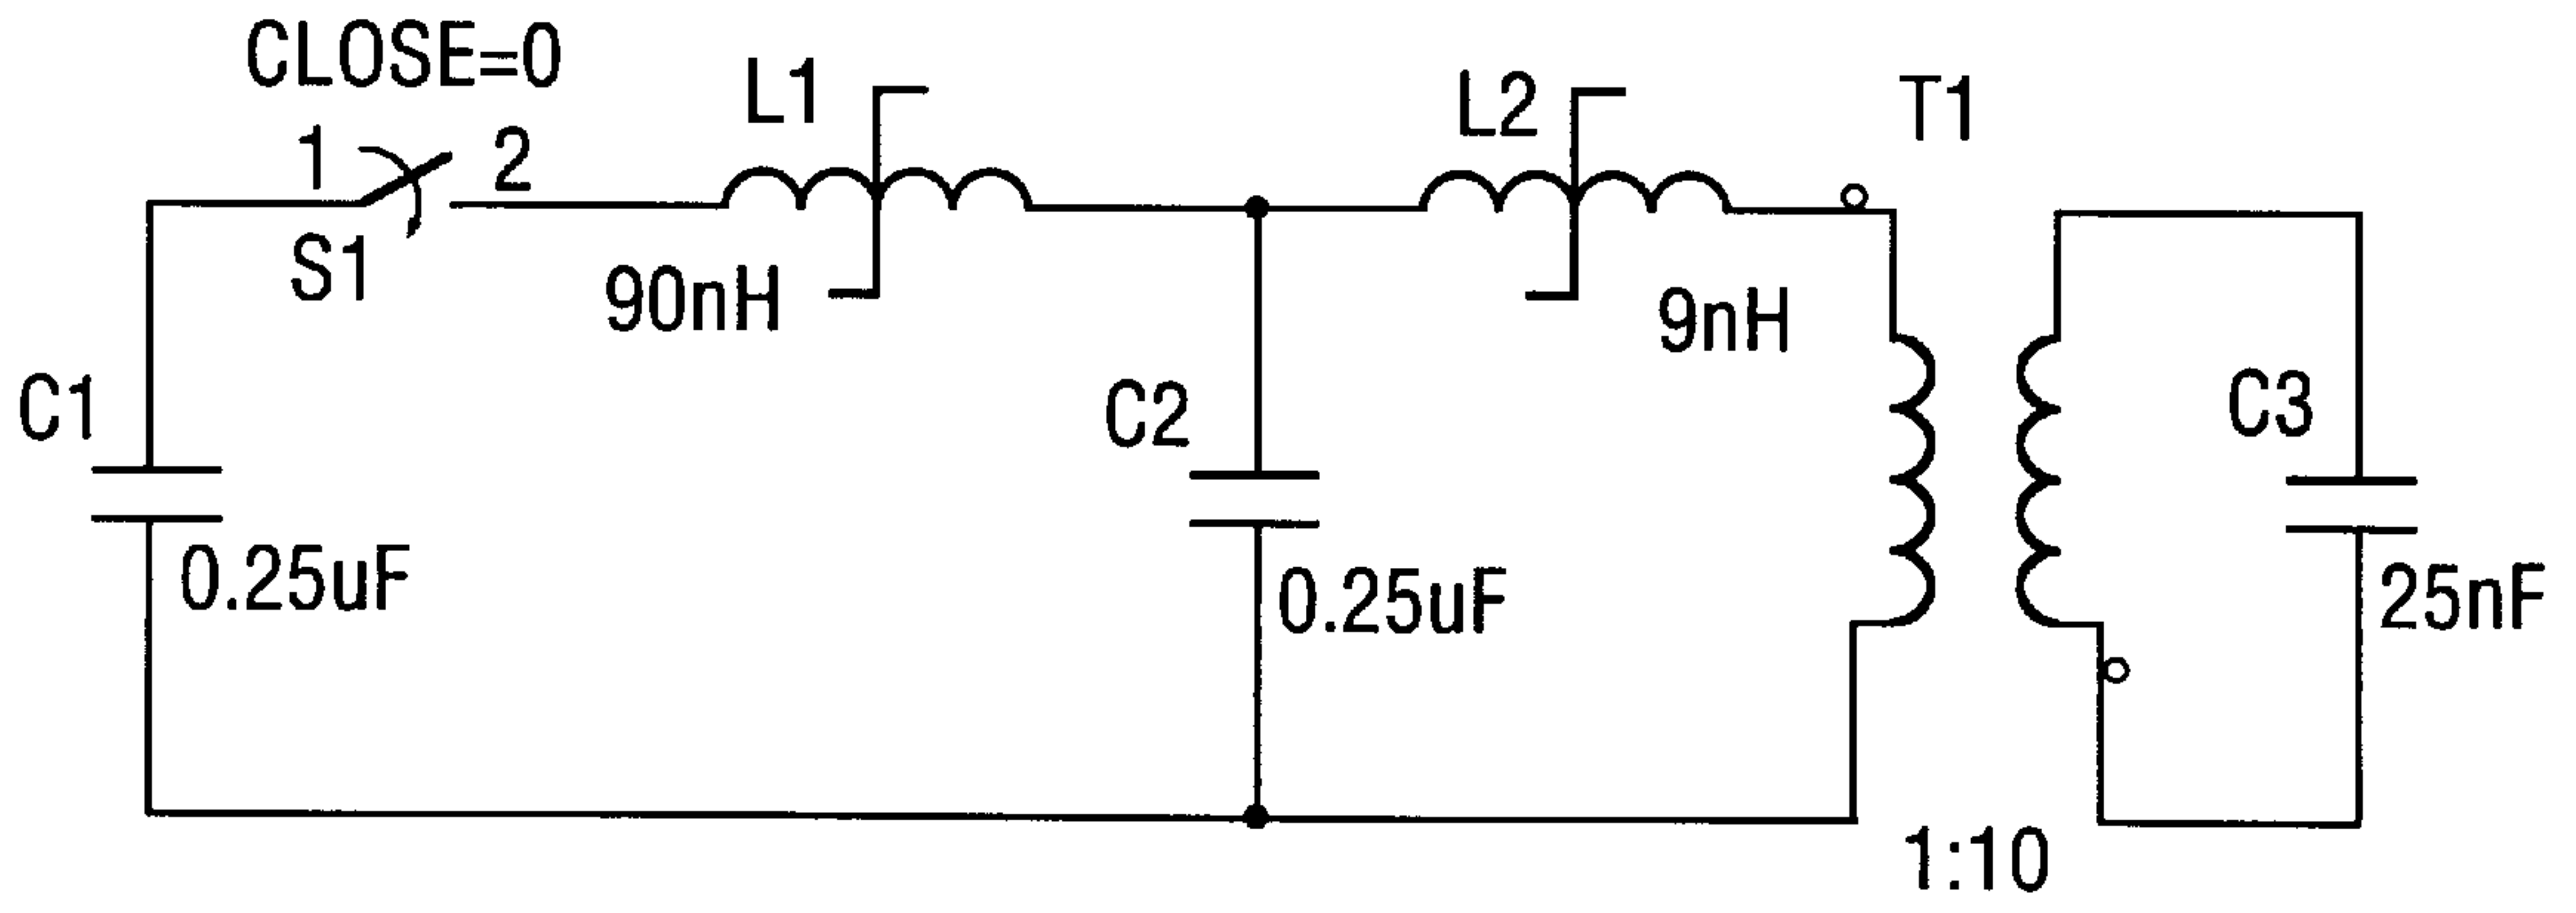 CLOSE=0
1
2
S1
L1
90nH
L2
9nH
T1
C1
0.25uF
C2
0.25uF
C3
25nF
1:10